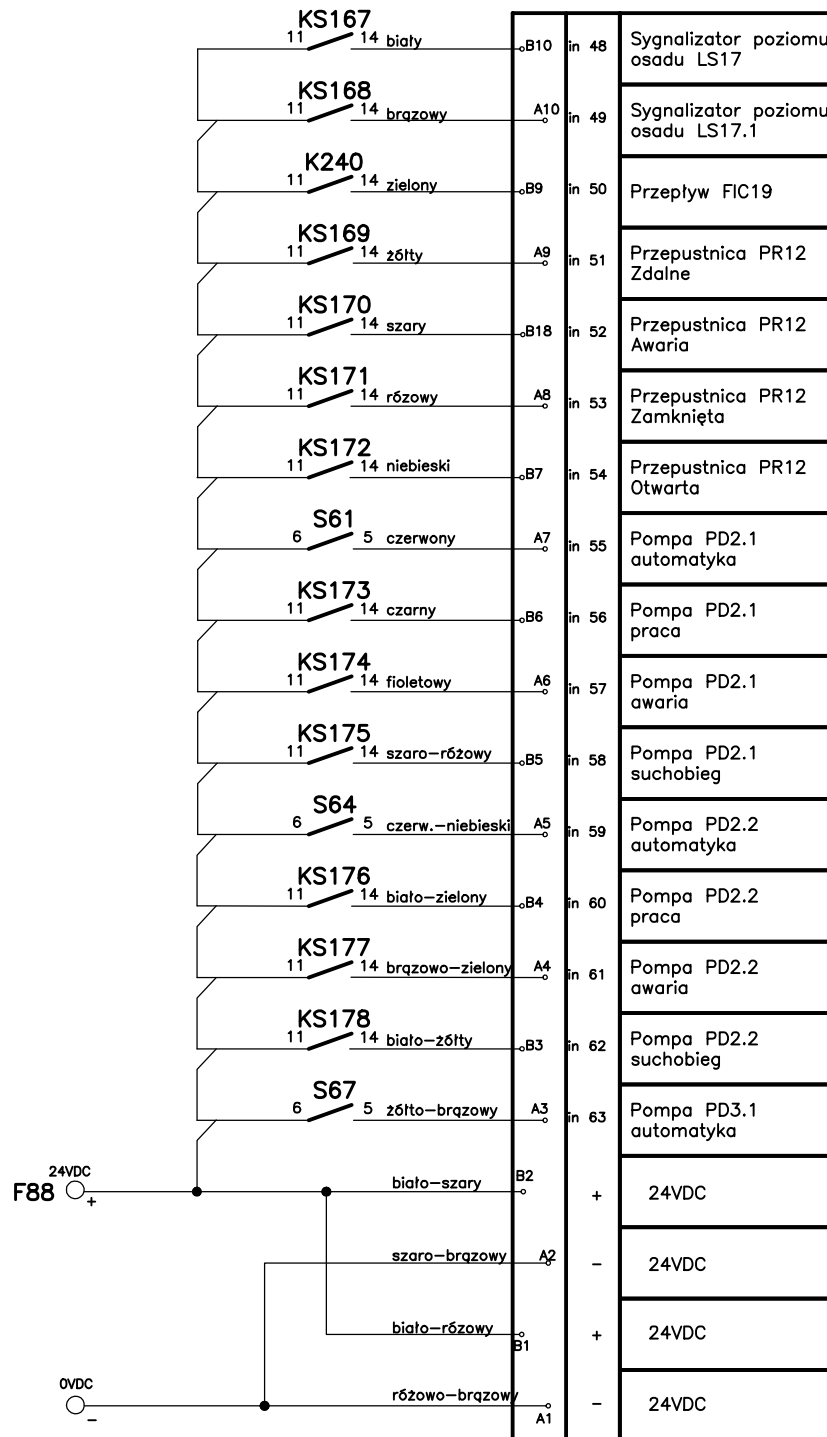 KS167
11 14 biały B10 in 48 Sygnalizator poziomu
osadu LS17
KS168
11 14 brązowy A10 in 49 Sygnalizator poziomu
osadu LS17.1
K240
11 14 zielony B9 in 50 Przepływ FIC19
KS169
11 14 żółty A9 in 51 Przepustnica PR12
Zdalne
KS170
11 14 szary B18 in 52 Przepustnica PR12
Awaria
KS171
11 14 różowy A8 in 53 Przepustnica PR12
Zamknięta
KS172
11 14 niebieski B7 in 54 Przepustnica PR12
Otwarta
S61
6 5 czerwony A7 in 55 Pompa PD2.1
automatyka
KS173
11 14 czarny B6 in 56 Pompa PD2.1
praca
KS174
11 14 fioletowy A6 in 57 Pompa PD2.1
awaria
KS175
11 14 szaro-różowy B5 in 58 Pompa PD2.1
suchobieg
S64
6 5 czerw.-niebieski A5 in 59 Pompa PD2.2
automatyka
KS176
11 14 biało-zielony B4 in 60 Pompa PD2.2
praca
KS177
11 14 brązowo-zielony A4 in 61 Pompa PD2.2
awaria
KS178
11 14 biało-żółty B3 in 62 Pompa PD2.2
suchobieg
S67
6 5 żółto-brązowy A3 in 63 Pompa PD3.1
automatyka
F88 24VDC + biało-szary B2 + 24VDC
szaro-brązowy A2 - 24VDC
biało-różowy B1 + 24VDC
0VDC - różowo-brązowy A1 - 24VDC